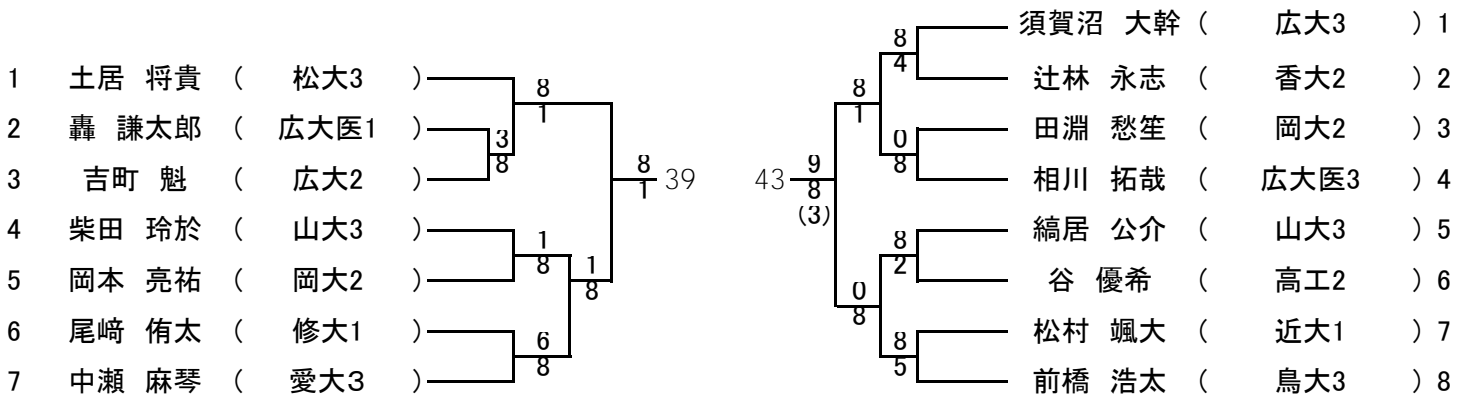 1 土居 将貴 ( 松大3 )
2 轟 謙太郎 ( 広大医1 )
3 吉町 魁 ( 広大2 )
4 柴田 玲於 ( 山大3 )
5 岡本 亮祐 ( 岡大2 )
6 尾﨑 侑太 ( 修大1 )
7 中瀬 麻琴 ( 愛大３ )
8
1
3
8
1
8
6
8
1
8
8
1
39
須賀沼 大幹 ( 広大3 ) 1
辻林 永志 ( 香大2 ) 2
田淵 愁笙 ( 岡大2 ) 3
相川 拓哉 ( 広大医3 ) 4
縞居 公介 ( 山大3 ) 5
谷 優希 ( 高工2 ) 6
松村 颯大 ( 近大1 ) 7
前橋 浩太 ( 鳥大3 ) 8
8
4
0
8
8
1
8
2
8
5
0
8
43
9
8
(3)